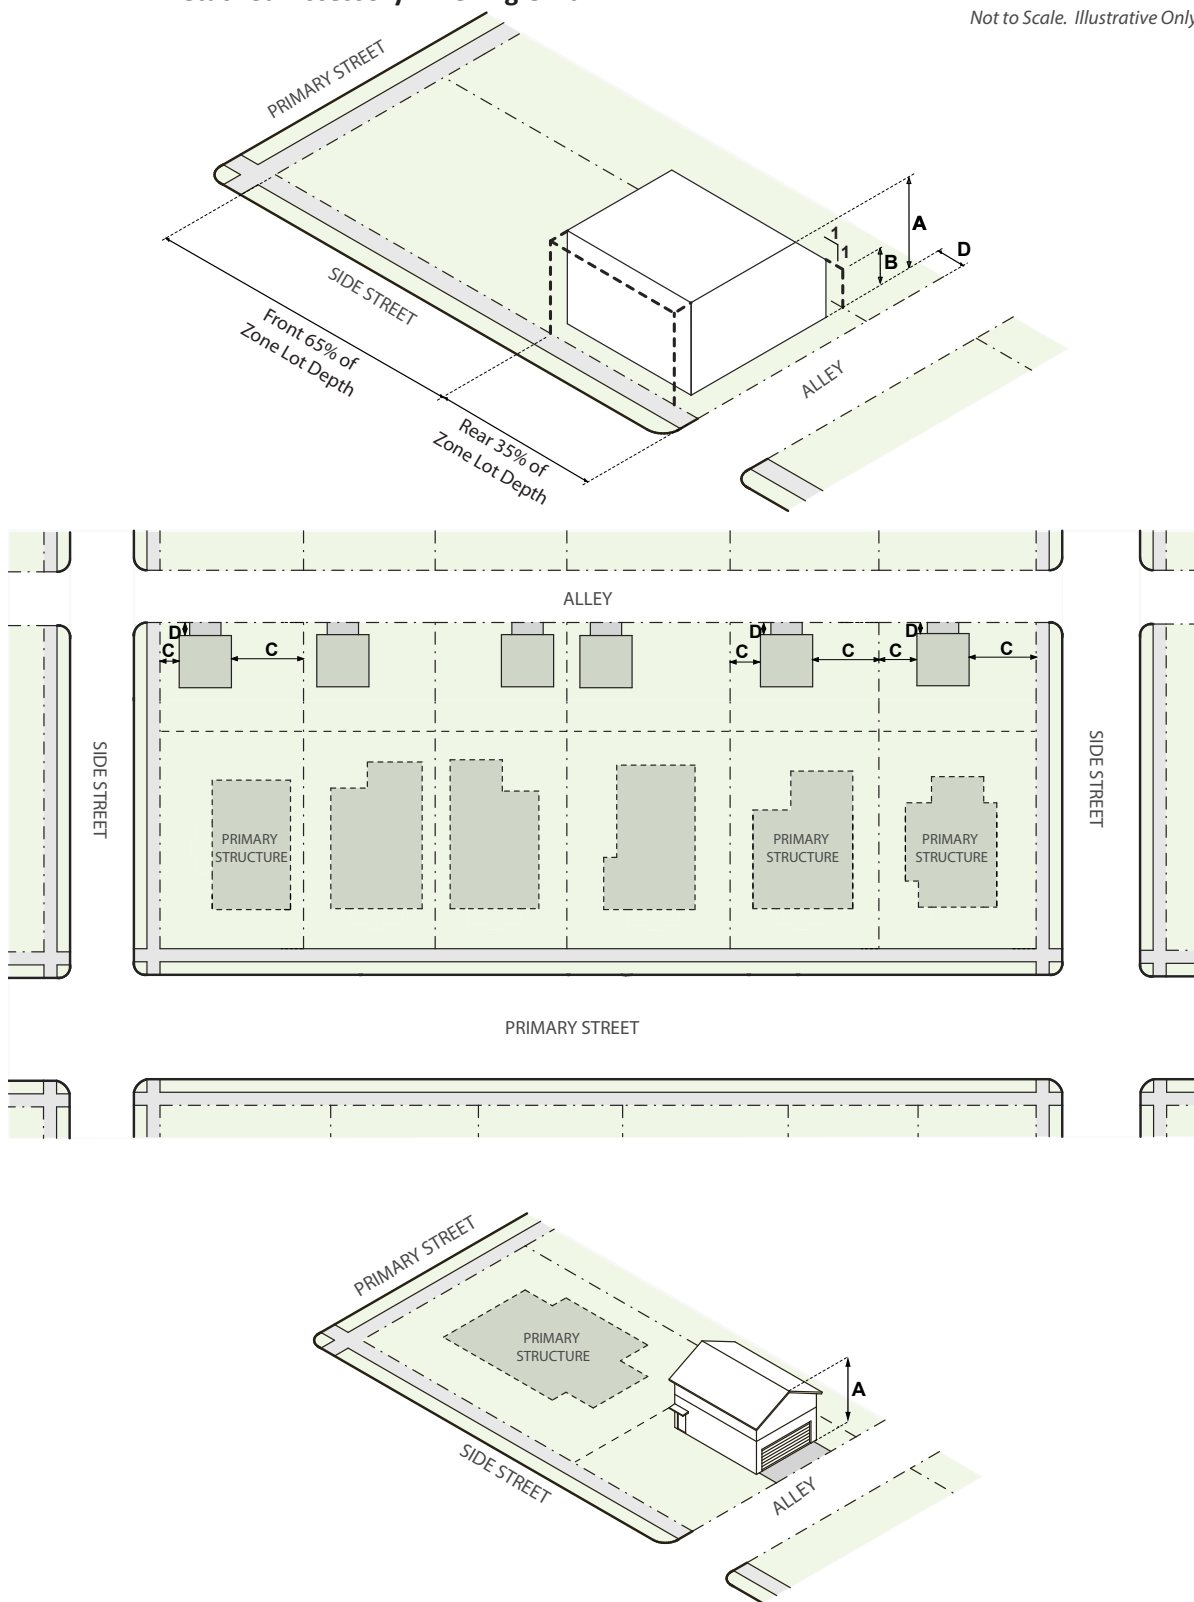 Not to Scale. Illustrative Only
PRIMARY STREET
A
1
1
B
D
SIDE STREET
Front 65% of
Zone Lot Depth
ALLEY
Rear 35% of
Zone Lot Depth
ALLEY
D
D
D
C
C
C
C
C
C
SIDE STREET
SIDE STREET
PRIMARY
STRUCTURE
PRIMARY
STRUCTURE
PRIMARY
STRUCTURE
PRIMARY STREET
PRIMARY STREET
PRIMARY
STRUCTURE
A
SIDE STREET
ALLEY